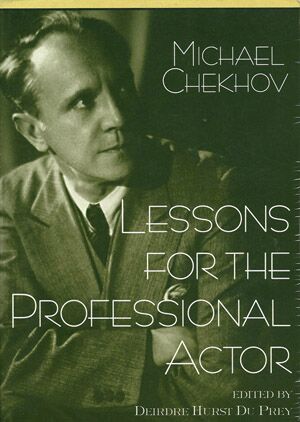 MICHAEL
CHEKHOV
LESSONS
FOR THE
PROFESSIONAL
ACTOR
EDITED BY
DEIRDRE HURST DU PREY